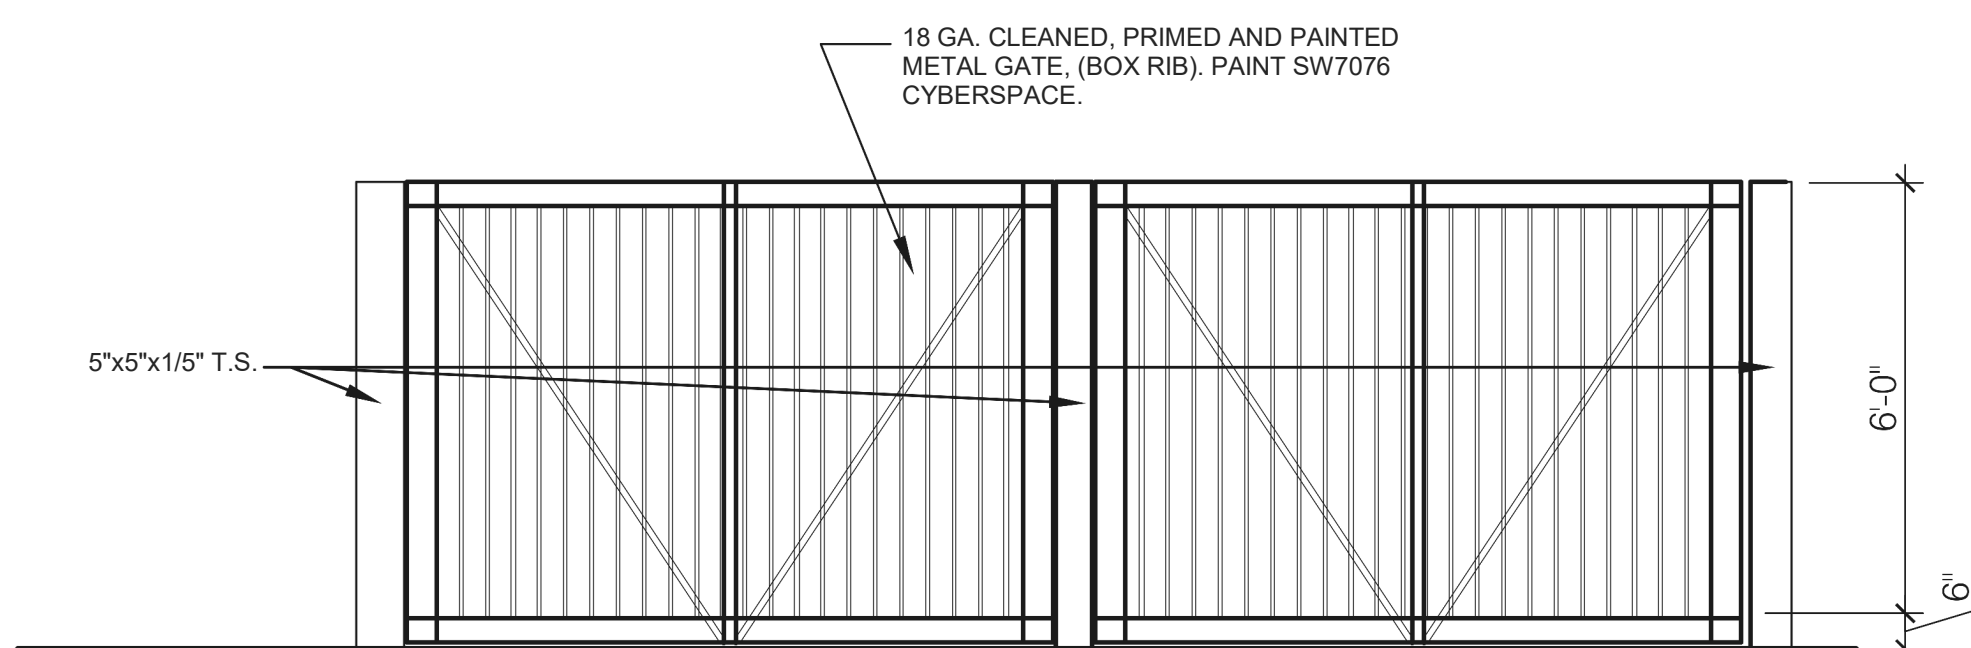 18 GA. CLEANED, PRIMED AND PAINTED
METAL GATE, (BOX RIB). PAINT SW7076
CYBERSPACE.
5"x5"x1/5" T.S.
6'-0"
6"